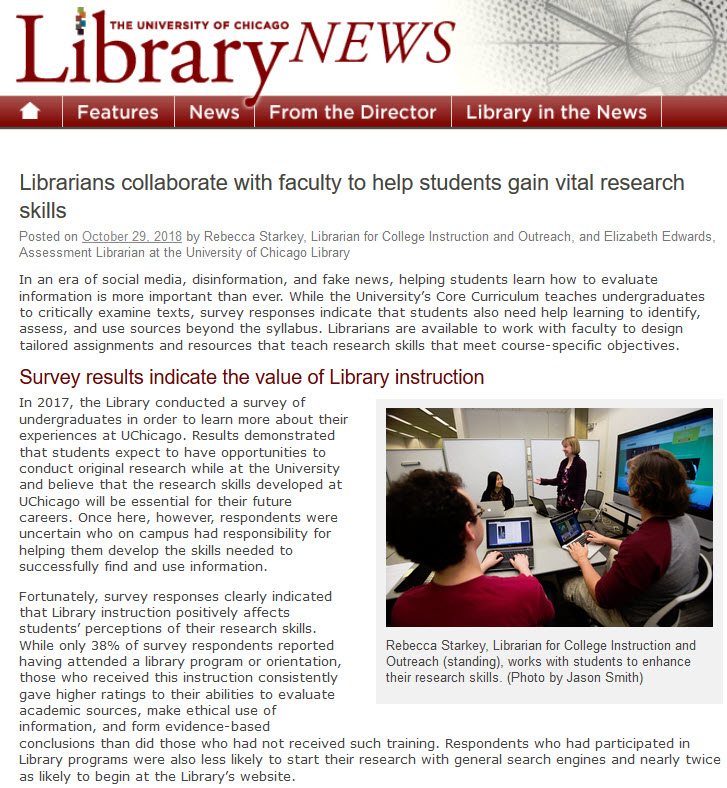 THE UNIVERSITY OF CHICAGO
Library NEWS
Features
News
From the Director
Library in the News
Librarians collaborate with faculty to help students gain vital research
skills
Posted on October 29, 2018 by Rebecca Starkey, Librarian for College Instruction and Outreach, and Elizabeth Edwards,
Assessment Librarian at the University of Chicago Library
In an era of social media, disinformation, and fake news, helping students learn how to evaluate
information is more important than ever. While the University's Core Curriculum teaches undergraduates
to critically examine texts, survey responses indicate that students also need help learning to identify,
assess, and use sources beyond the syllabus. Librarians are available to work with faculty to design
tailored assignments and resources that teach research skills that meet course-specific objectives.
Survey results indicate the value of Library instruction
In 2017, the Library conducted a survey of
undergraduates in order to learn more about their
experiences at UChicago. Results demonstrated
that students expect to have opportunities to
conduct original research while at the University
and believe that the research skills developed at
UChicago will be essential for their future
careers. Once here, however, respondents were
uncertain who on campus had responsibility for
helping them develop the skills needed to
successfully find and use information.
Fortunately, survey responses clearly indicated
that Library instruction positively affects
students' perceptions of their research skills.
While only 38% of survey respondents reported
having attended a library program or orientation,
those who received this instruction consistently
gave higher ratings to their abilities to evaluate
academic sources, make ethical use of
information, and form evidence-based
conclusions than did those who had not received such training. Respondents who had participated in
Library programs were also less likely to start their research with general search engines and nearly twice
as likely to begin at the Library's website.
Rebecca Starkey, Librarian for College Instruction and
Outreach (standing), works with students to enhance
their research skills. (Photo by Jason Smith)